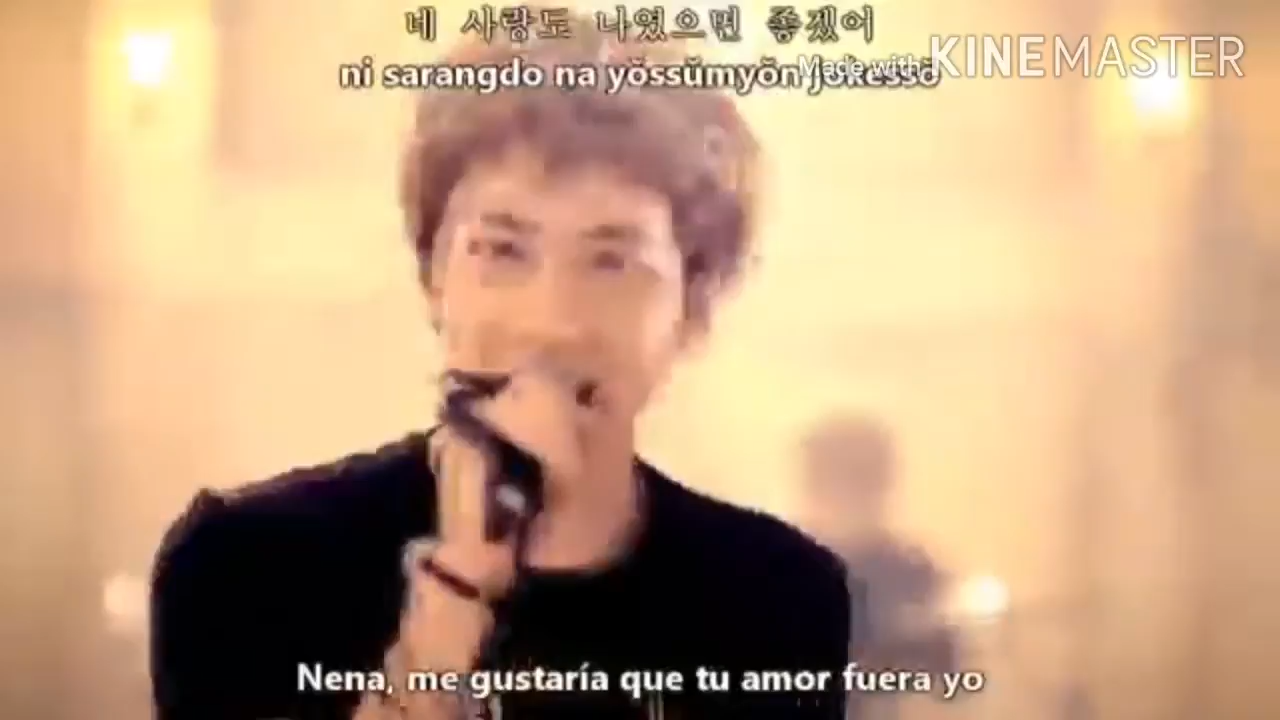 네 사랑도 나였으면 좋겠어
ni sarangdo na yŏssŭmyŏn jokesso
Made with KINEMASTER
Nena, me gustaría que tu amor fuera yo